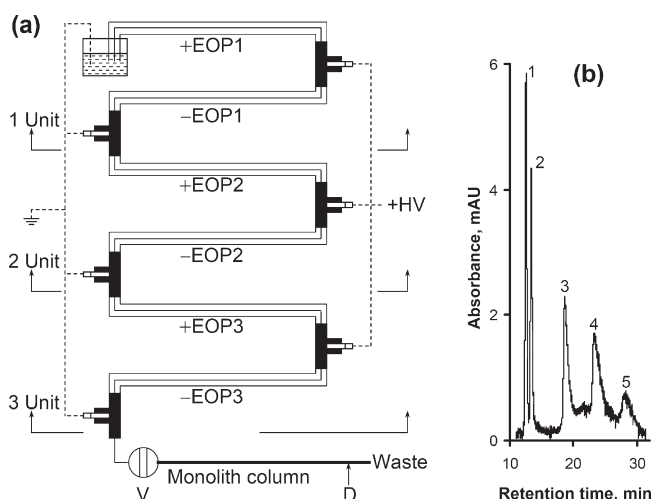 (a)
+EOP1
−EOP1
1 Unit
+EOP2
+HV
−EOP2
2 Unit
+EOP3
−EOP3
3 Unit
Monolith column
Waste
V
D
(b)
Absorbance, mAU
6
4
2
0
1
2
3
4
5
10
20
30
Retention time, min